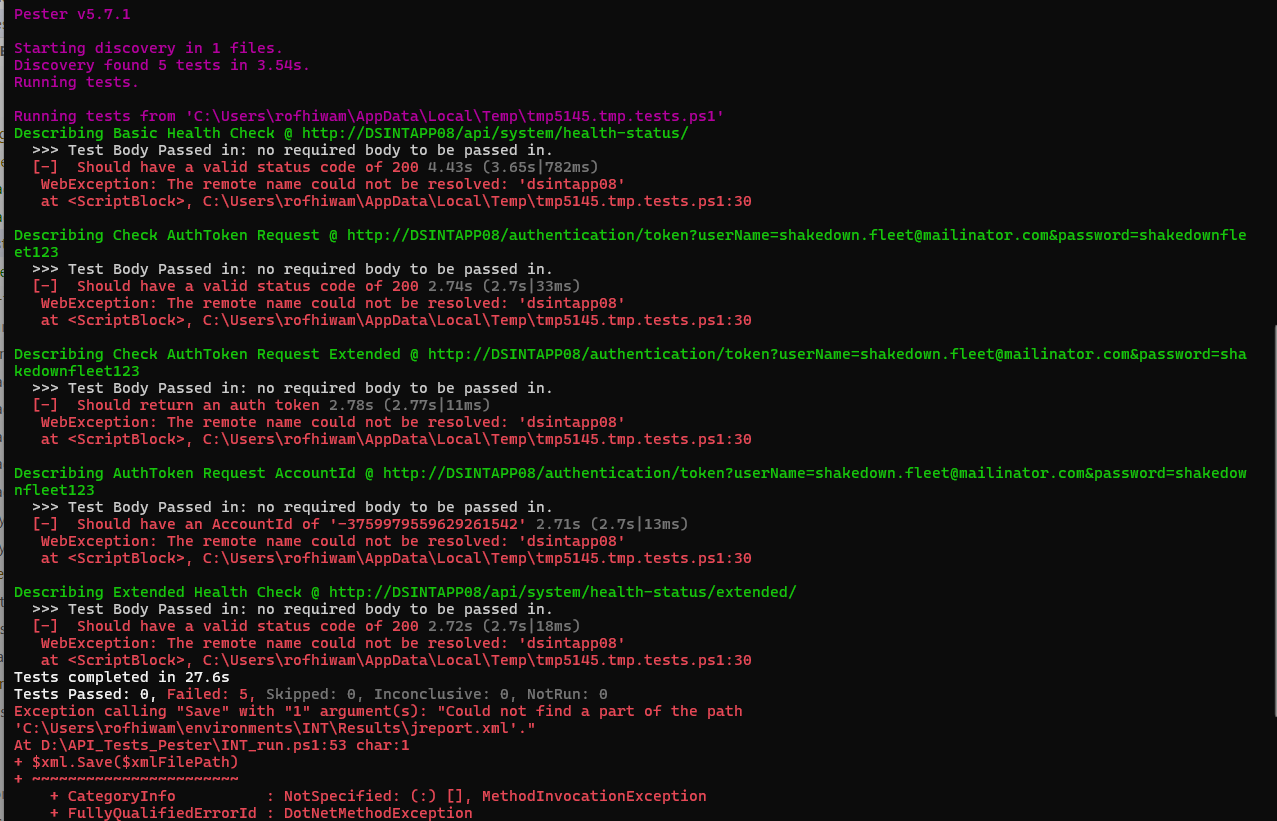 Pester v5.7.1
Starting discovery in 1 files.
Discovery found 5 tests in 3.54s.
Running tests.
Running tests from 'C:\Users\rofhiwam\AppData\Local\Temp\tmp5145.tmp.tests.ps1'
Describing Basic Health Check @ http://DSINTAPP08/api/system/health-status/
>>> Test Body Passed in: no required body to be passed in.
[-]  Should have a valid status code of 200 4.43s (3.65s|782ms)
WebException: The remote name could not be resolved: 'dsintapp08'
at <ScriptBlock>, C:\Users\rofhiwam\AppData\Local\Temp\tmp5145.tmp.tests.ps1:30
Describing Check AuthToken Request @ http://DSINTAPP08/authentication/token?userName=shakedown.fleet@mailinator.com&password=shakedownfle
et123
>>> Test Body Passed in: no required body to be passed in.
[-]  Should have a valid status code of 200 2.74s (2.7s|33ms)
WebException: The remote name could not be resolved: 'dsintapp08'
at <ScriptBlock>, C:\Users\rofhiwam\AppData\Local\Temp\tmp5145.tmp.tests.ps1:30
Describing Check AuthToken Request Extended @ http://DSINTAPP08/authentication/token?userName=shakedown.fleet@mailinator.com&password=sha
kedownfleet123
>>> Test Body Passed in: no required body to be passed in.
[-]  Should return an auth token 2.78s (2.77s|11ms)
WebException: The remote name could not be resolved: 'dsintapp08'
at <ScriptBlock>, C:\Users\rofhiwam\AppData\Local\Temp\tmp5145.tmp.tests.ps1:30
Describing AuthToken Request AccountId @ http://DSINTAPP08/authentication/token?userName=shakedown.fleet@mailinator.com&password=shakedow
nfleet123
>>> Test Body Passed in: no required body to be passed in.
[-]  Should have an AccountId of '-3759979559629261542' 2.71s (2.7s|13ms)
WebException: The remote name could not be resolved: 'dsintapp08'
at <ScriptBlock>, C:\Users\rofhiwam\AppData\Local\Temp\tmp5145.tmp.tests.ps1:30
Describing Extended Health Check @ http://DSINTAPP08/api/system/health-status/extended/
>>> Test Body Passed in: no required body to be passed in.
[-]  Should have a valid status code of 200 2.72s (2.7s|18ms)
WebException: The remote name could not be resolved: 'dsintapp08'
at <ScriptBlock>, C:\Users\rofhiwam\AppData\Local\Temp\tmp5145.tmp.tests.ps1:30
Tests completed in 27.6s
Tests Passed: 0, Failed: 5, Skipped: 0, Inconclusive: 0, NotRun: 0
Exception calling "Save" with "1" argument(s): "Could not find a part of the path
'C:\Users\rofhiwam\environments\INT\Results\jreport.xml'."
At D:\API_Tests_Pester\INT_run.ps1:53 char:1
+ $xml.Save($xmlFilePath)
+ ~~~~~~~~~~~~~~~~~~~~~~~
+ CategoryInfo          : NotSpecified: (:) [], MethodInvocationException
+ FullyQualifiedErrorId : DotNetMethodException